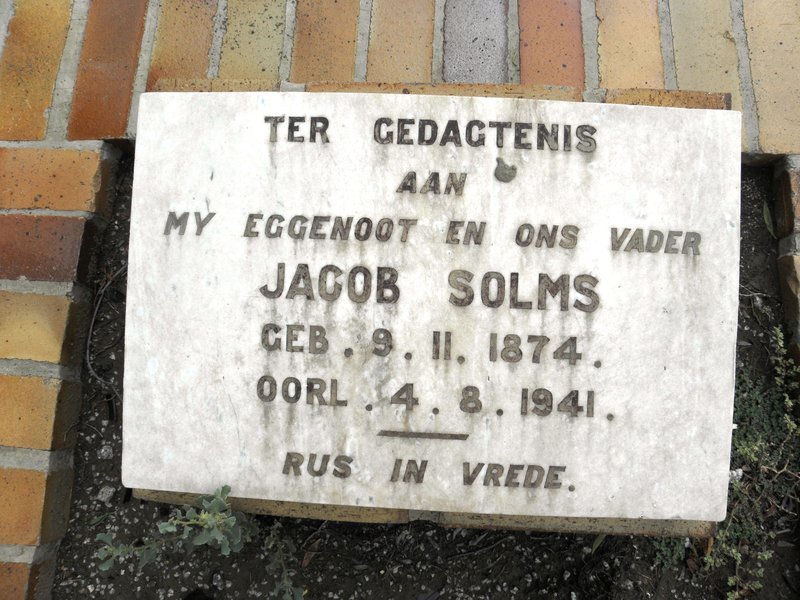 TER GEDAGTENIS
AAN
MY EGGENOOT EN ONS VADER
JACOB SOLMS
GEB. 9. 11. 1874.
OORL. 4. 8. 1941.
RUS IN VREDE.